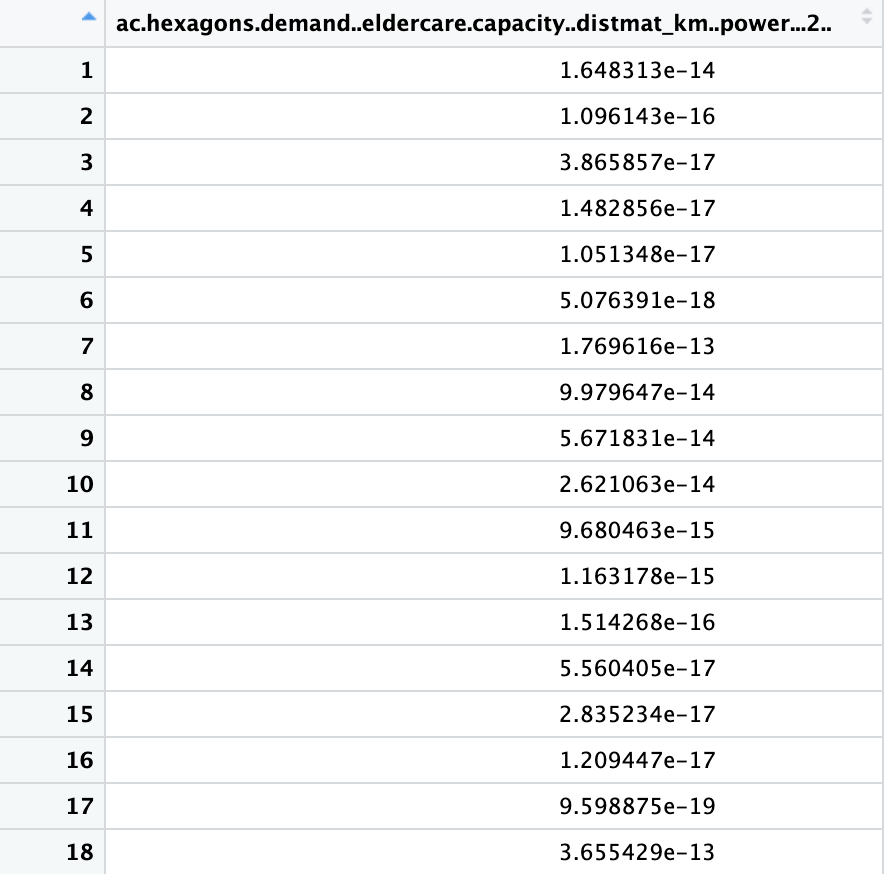 ac.hexagons.demand..eldercare.capacity..distmat_km..power...2..
1 1.648313e-14
2 1.096143e-16
3 3.865857e-17
4 1.482856e-17
5 1.051348e-17
6 5.076391e-18
7 1.769616e-13
8 9.979647e-14
9 5.671831e-14
10 2.621063e-14
11 9.680463e-15
12 1.163178e-15
13 1.514268e-16
14 5.560405e-17
15 2.835234e-17
16 1.209447e-17
17 9.598875e-19
18 3.655429e-13